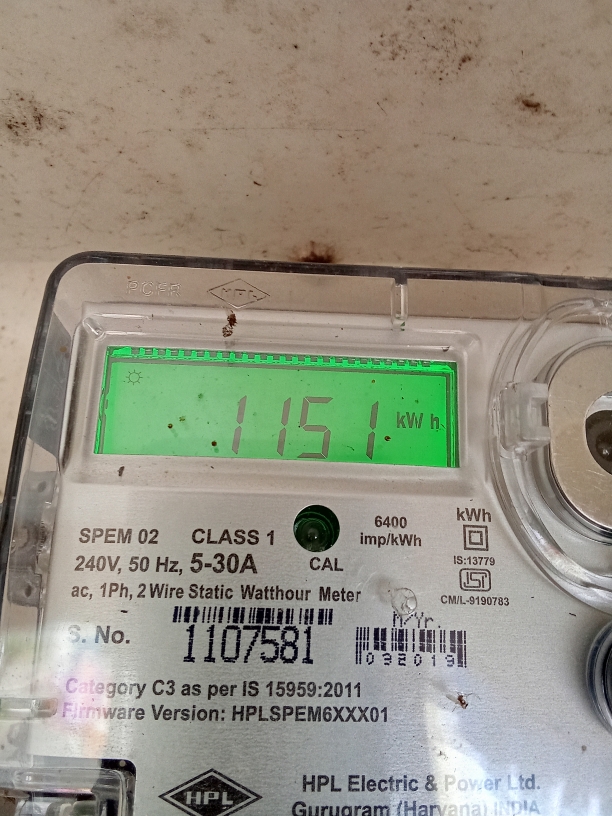 1151 kWh
SPEM 02 CLASS 1
6400
imp/kWh
kWh
240V, 50 Hz, 5-30A
CAL
IS:13779
ac, 1Ph, 2 Wire Static Watthour Meter
CM/L-9190783
M/Yr.
S. No. 1107581
Category C3 as per IS 15959:2011
Firmware Version: HPLSPEM6XXX01
HPL
HPL Electric & Power Ltd.
Gurugram (Haryana) INDIA